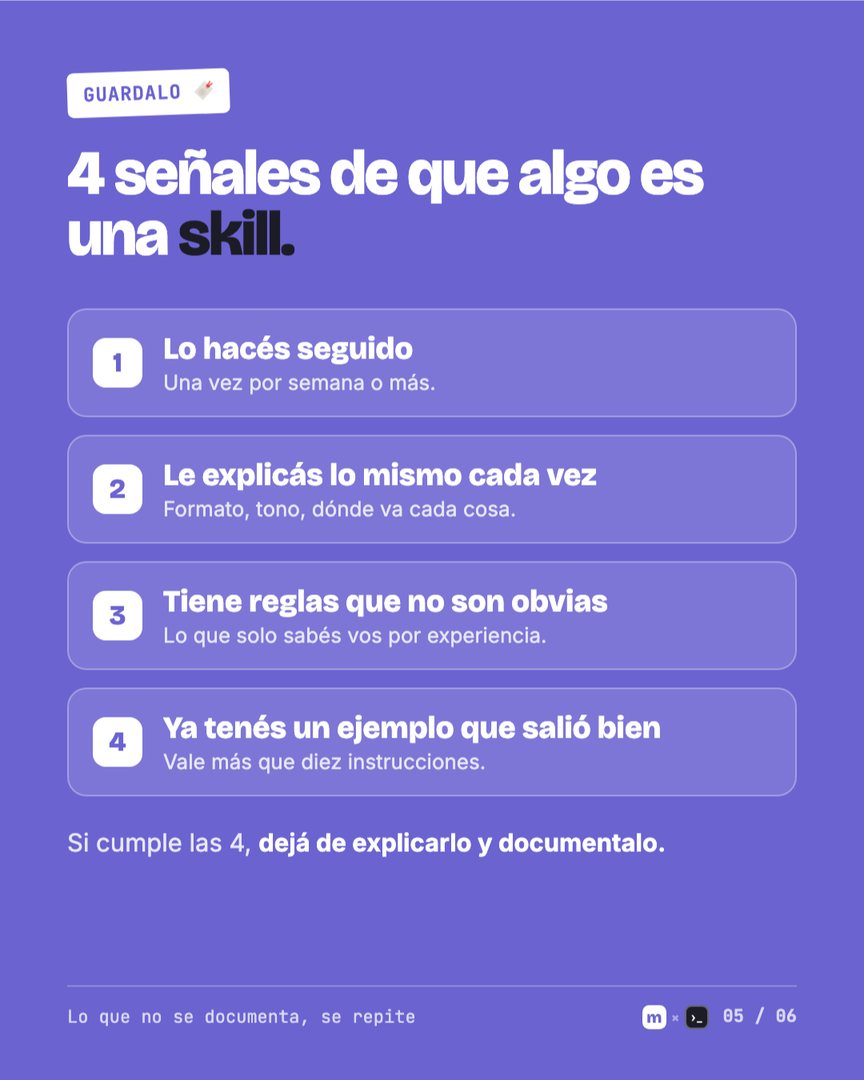 GUARDALO
4 señales de que algo es
una skill.
1
Lo hacés seguido
Una vez por semana o más.
2
Le explicás lo mismo cada vez
Formato, tono, dónde va cada cosa.
3
Tiene reglas que no son obvias
Lo que solo sabés vos por experiencia.
4
Ya tenés un ejemplo que salió bien
Vale más que diez instrucciones.
Si cumple las 4, dejá de explicarlo y documentalo.
Lo que no se documenta, se repite
m × ›_ 05 / 06